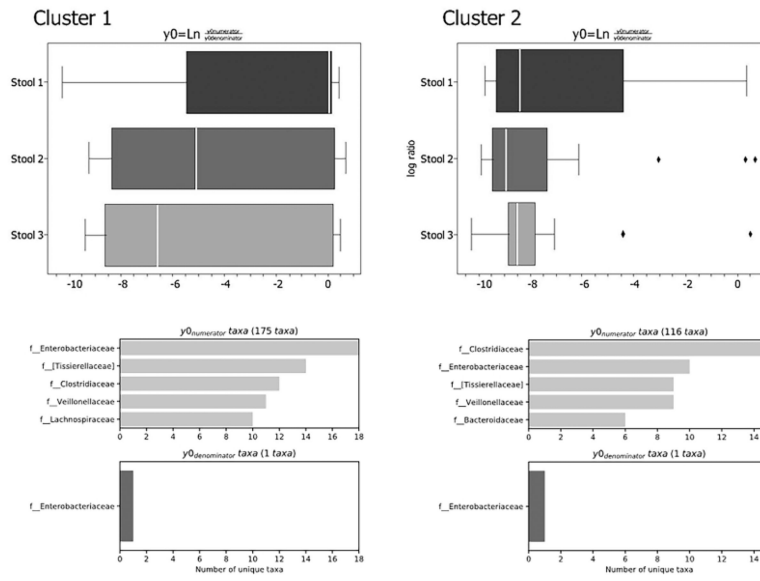 Cluster 1
y0=Ln y0numerator/y0denominator
Stool 1
Stool 2
Stool 3
-10 -8 -6 -4 -2 0
y0numerator taxa (175 taxa)
f__Enterobacteriaceae
f__[Tissierellaceae]
f__Clostridiaceae
f__Veillonellaceae
f__Lachnospiraceae
0 2 4 6 8 10 12 14 16 18
y0denominator taxa (1 taxa)
f__Enterobacteriaceae
0 2 4 6 8 10 12 14 16 18
Number of unique taxa
Cluster 2
y0=Ln y0numerator/y0denominator
log ratio
Stool 1
Stool 2
Stool 3
-10 -8 -6 -4 -2 0
y0numerator taxa (116 taxa)
f__Clostridiaceae
f__Enterobacteriaceae
f__[Tissierellaceae]
f__Veillonellaceae
f__Bacteroidaceae
0 2 4 6 8 10 12 14
y0denominator taxa (1 taxa)
f__Enterobacteriaceae
0 2 4 6 8 10 12 14
Number of unique taxa